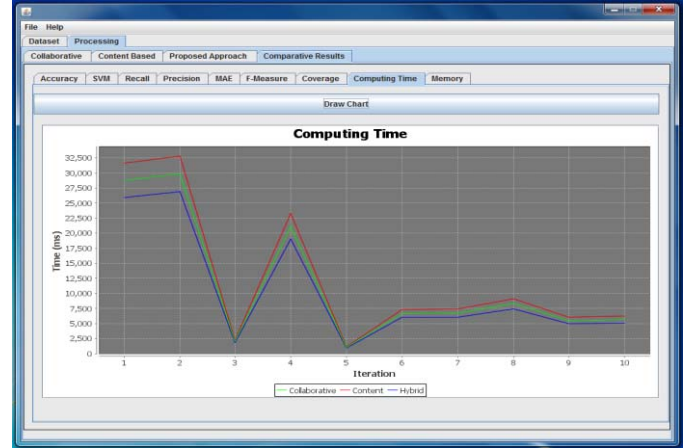 File Help
Dataset Processing
Collaborative Content Based Proposed Approach Comparative Results
Accuracy SVM Recall Precision MAE F-Measure Coverage Computing Time Memory
Draw Chart
Computing Time
32,500
30,000
27,500
25,000
22,500
20,000
17,500
15,000
12,500
10,000
7,500
5,000
2,500
0
Time (ms)
1 2 3 4 5 6 7 8 9 10
Iteration
Collaborative Content Hybrid